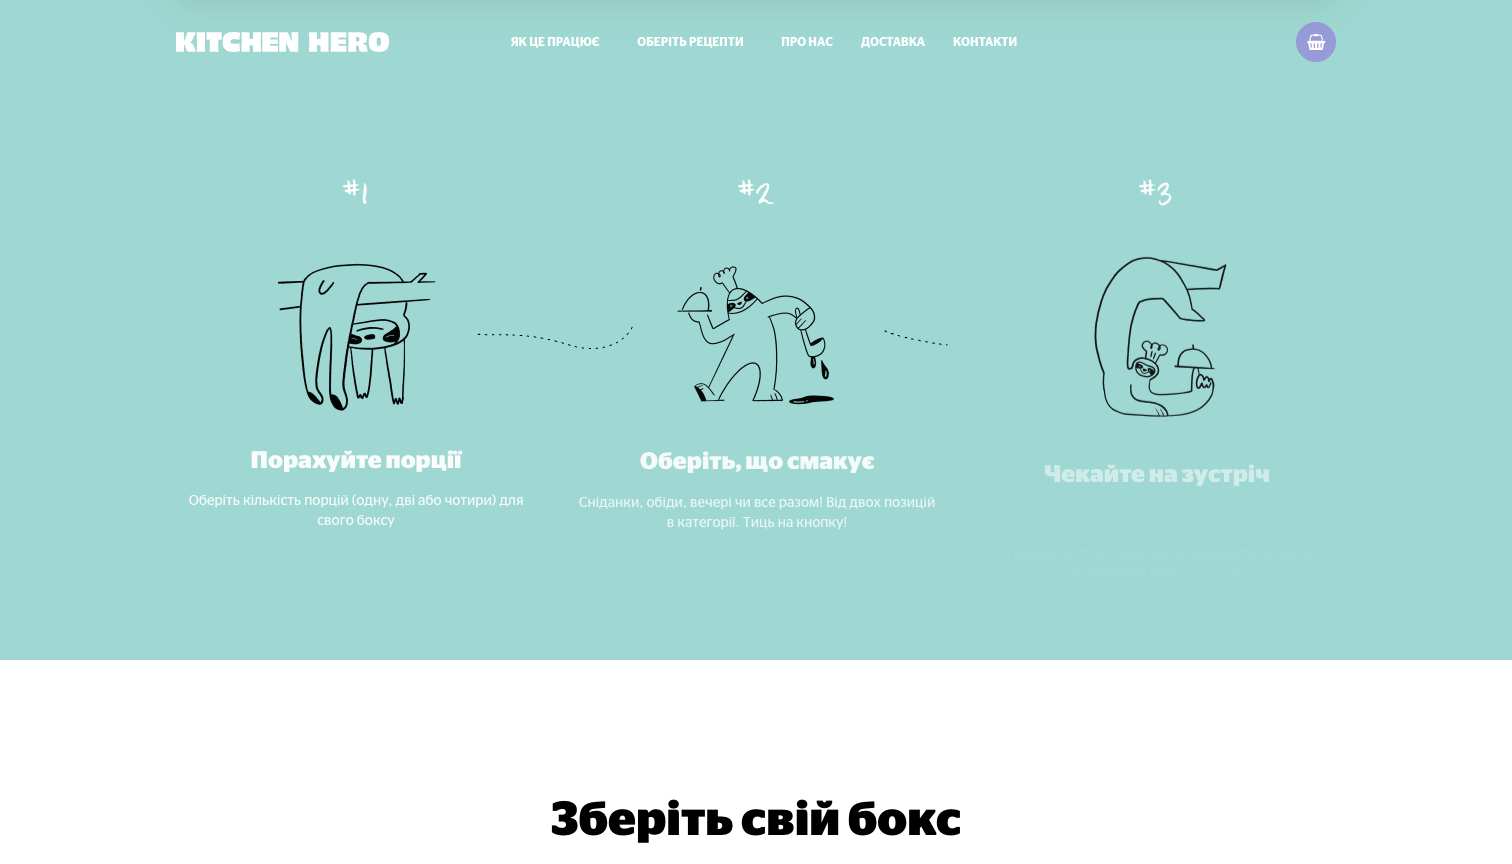 KITCHEN HERO
ЯК ЦЕ ПРАЦЮЄ
ОБЕРІТЬ РЕЦЕПТИ
ПРО НАС
ДОСТАВКА
КОНТАКТИ
#1
#2
#3
Порахуйте порції
Оберіть кількість порцій (одну, дві або чотири) для
свого боксу
Оберіть, що смакує
Сніданки, обіди, вечері чи все разом! Від двох позицій
в категорії. Тиць на кнопку!
Чекайте на зустріч
Зберіть свій бокс